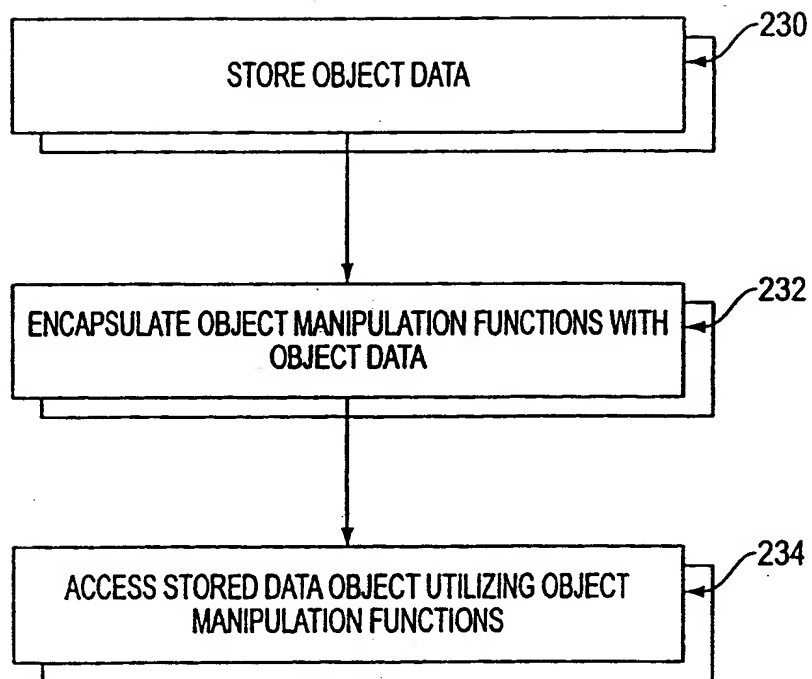 230
STORE OBJECT DATA
232
ENCAPSULATE OBJECT MANIPULATION FUNCTIONS WITH
OBJECT DATA
234
ACCESS STORED DATA OBJECT UTILIZING OBJECT
MANIPULATION FUNCTIONS